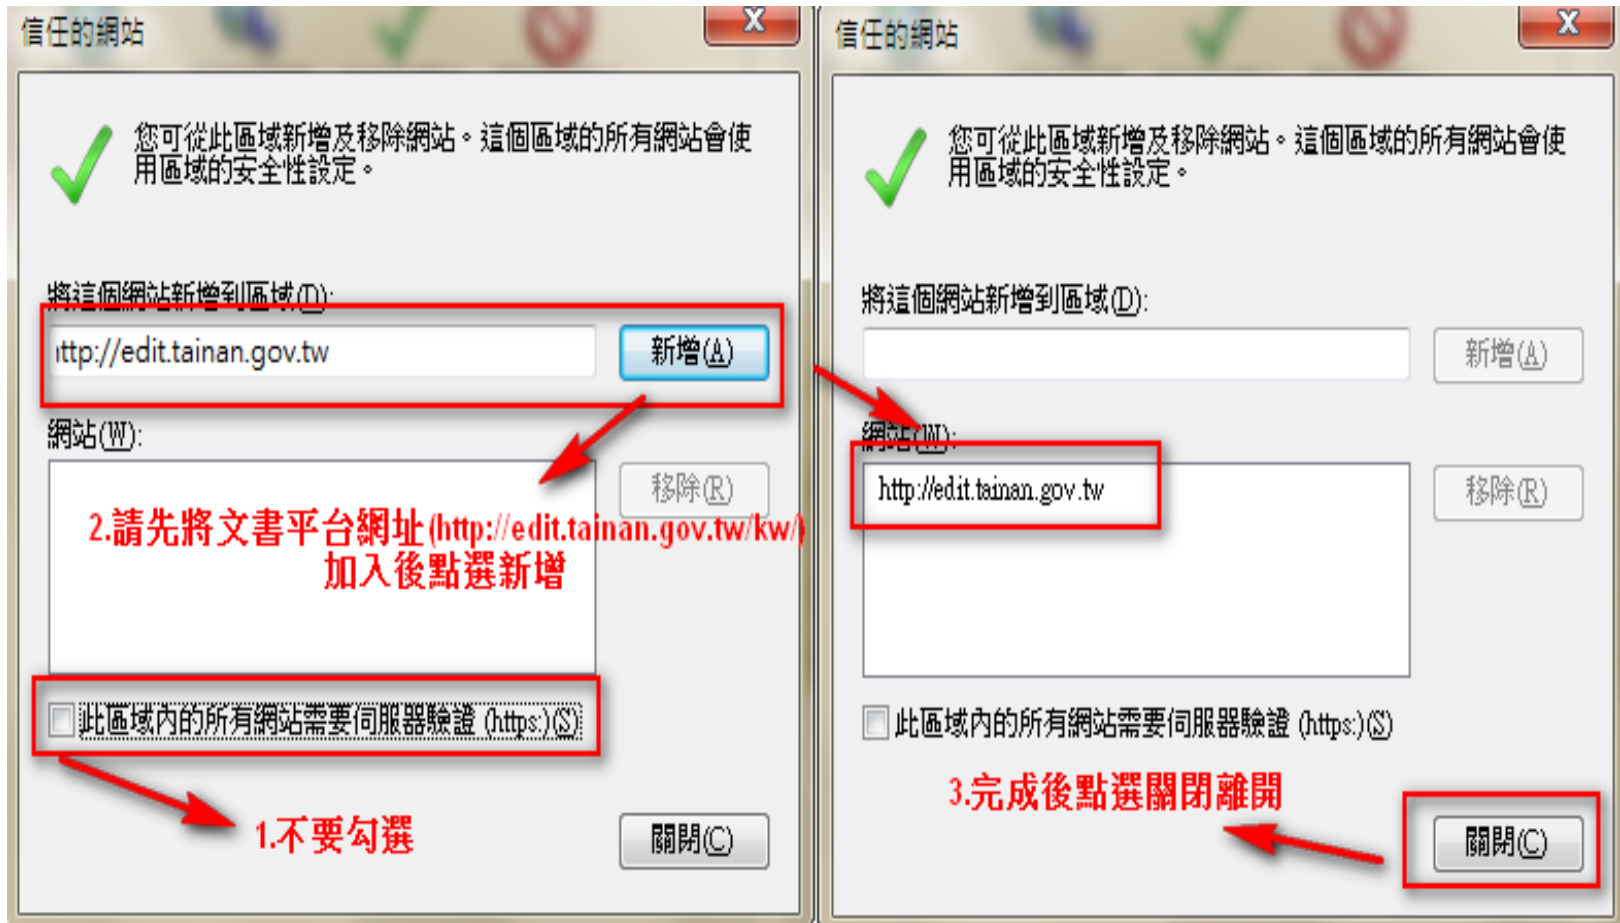 信任的網站
您可從此區域新增及移除網站。這個區域的所有網站會使
用區域的安全性設定。
將這個網站新增到區域(D):
ttp://edit.tainan.gov.tw
新增(A)
網站(W):
移除(R)
2.請先將文書平台網址(http://edit.tainan.gov.tw/kw/)
加入後點選新增
此區域內的所有網站需要伺服器驗證 (https:)(S)
1.不要勾選
關閉(C)
信任的網站
您可從此區域新增及移除網站。這個區域的所有網站會使
用區域的安全性設定。
將這個網站新增到區域(D):
新增(A)
網站(W):
http://edit.tainan.gov.tw
移除(R)
此區域內的所有網站需要伺服器驗證 (https:)(S)
3.完成後點選關閉離開
關閉(C)